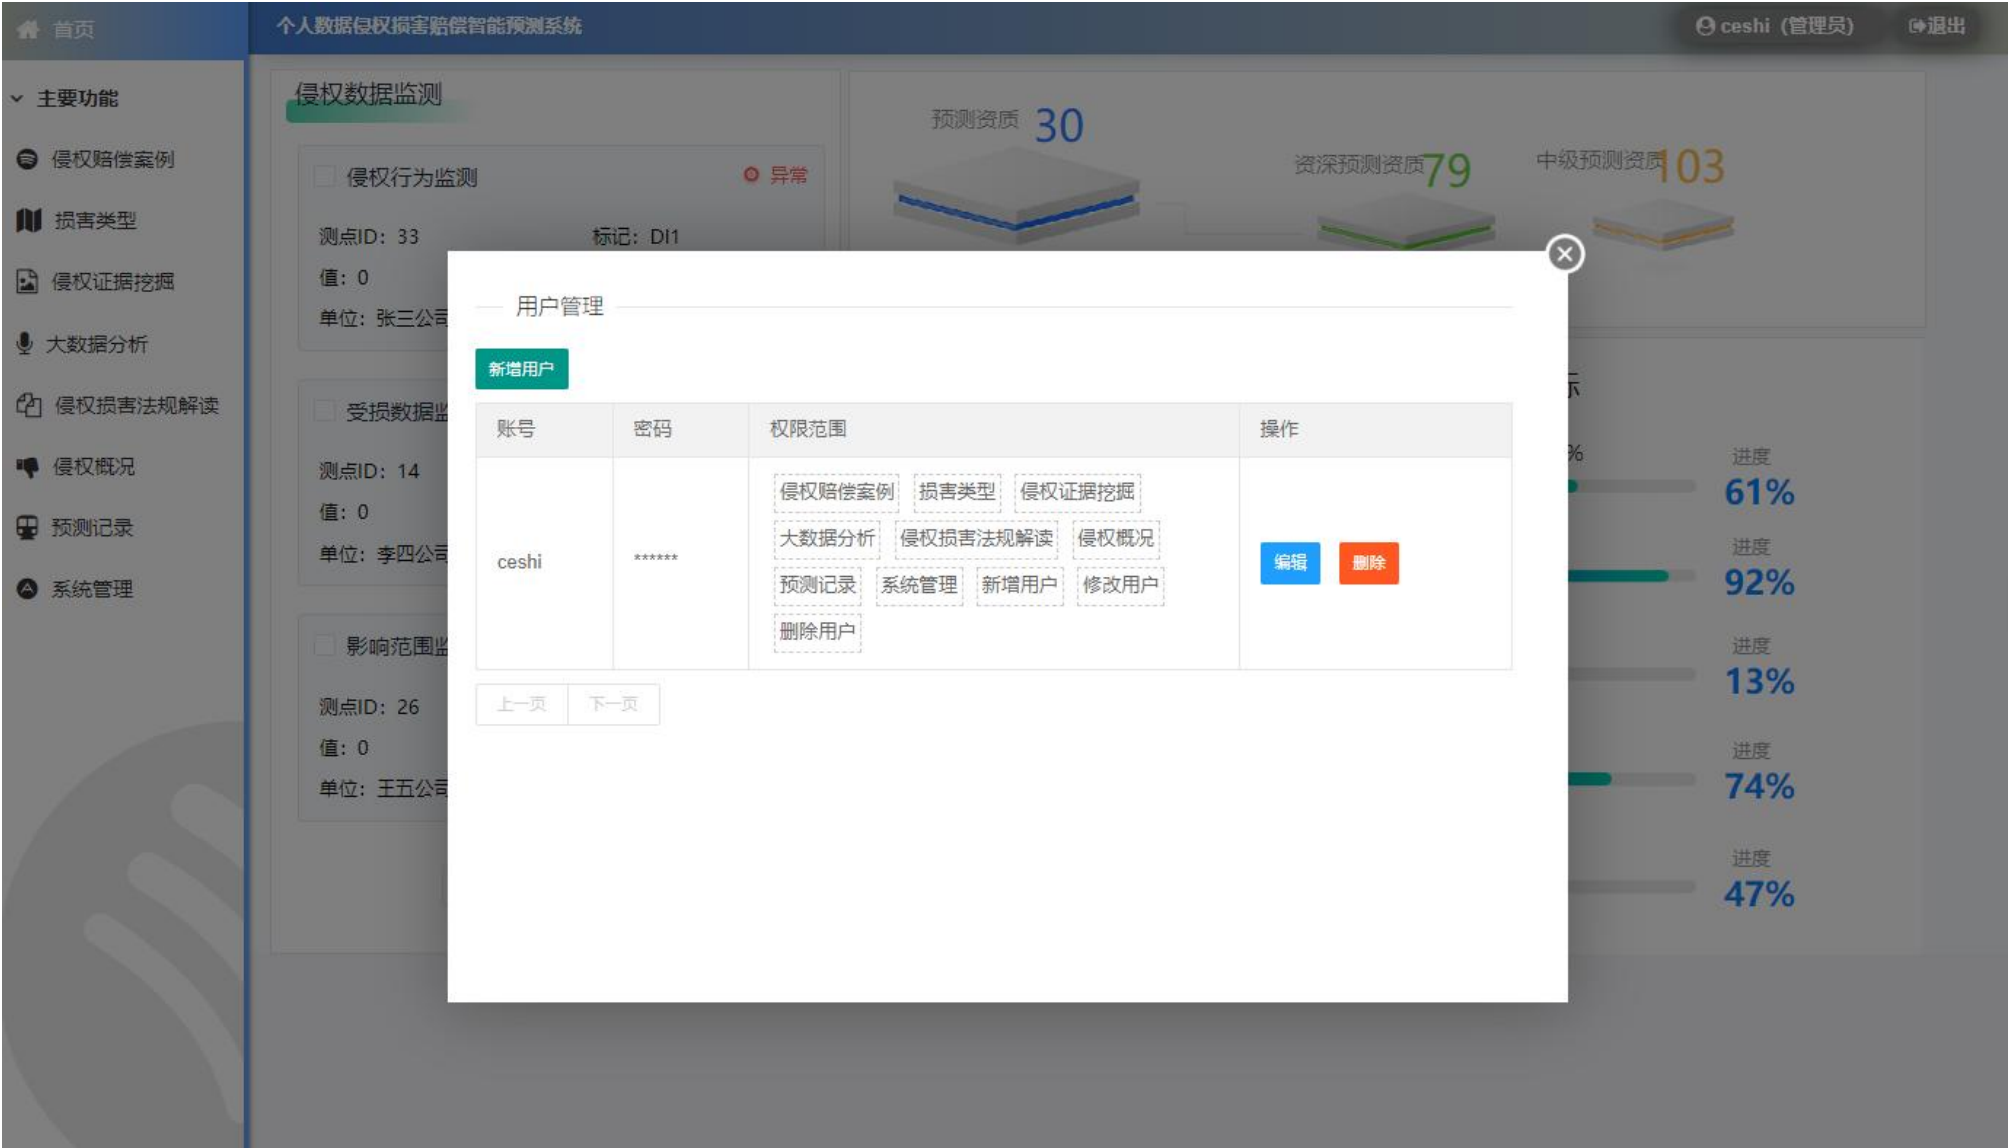 首页
个人数据侵权损害赔偿智能预测系统
ceshi (管理员)
退出
主要功能
侵权赔偿案例
损害类型
侵权证据挖掘
大数据分析
侵权损害法规解读
侵权概况
预测记录
系统管理
侵权数据监测
侵权行为监测
异常
测点ID: 33
标记: DI1
值: 0
单位: 张三公司
受损数据监
测点ID: 14
值: 0
单位: 李四公司
影响范围监
测点ID: 26
值: 0
单位: 王五公司
预测资质 30
资深预测资质 79
中级预测资质 103
用户管理
新增用户
账号 密码 权限范围 操作
ceshi
******
侵权赔偿案例 损害类型 侵权证据挖掘
大数据分析 侵权损害法规解读 侵权概况
预测记录 系统管理 新增用户 修改用户
删除用户
编辑 删除
上一页 下一页
%
进度
61%
进度
92%
进度
13%
进度
74%
进度
47%